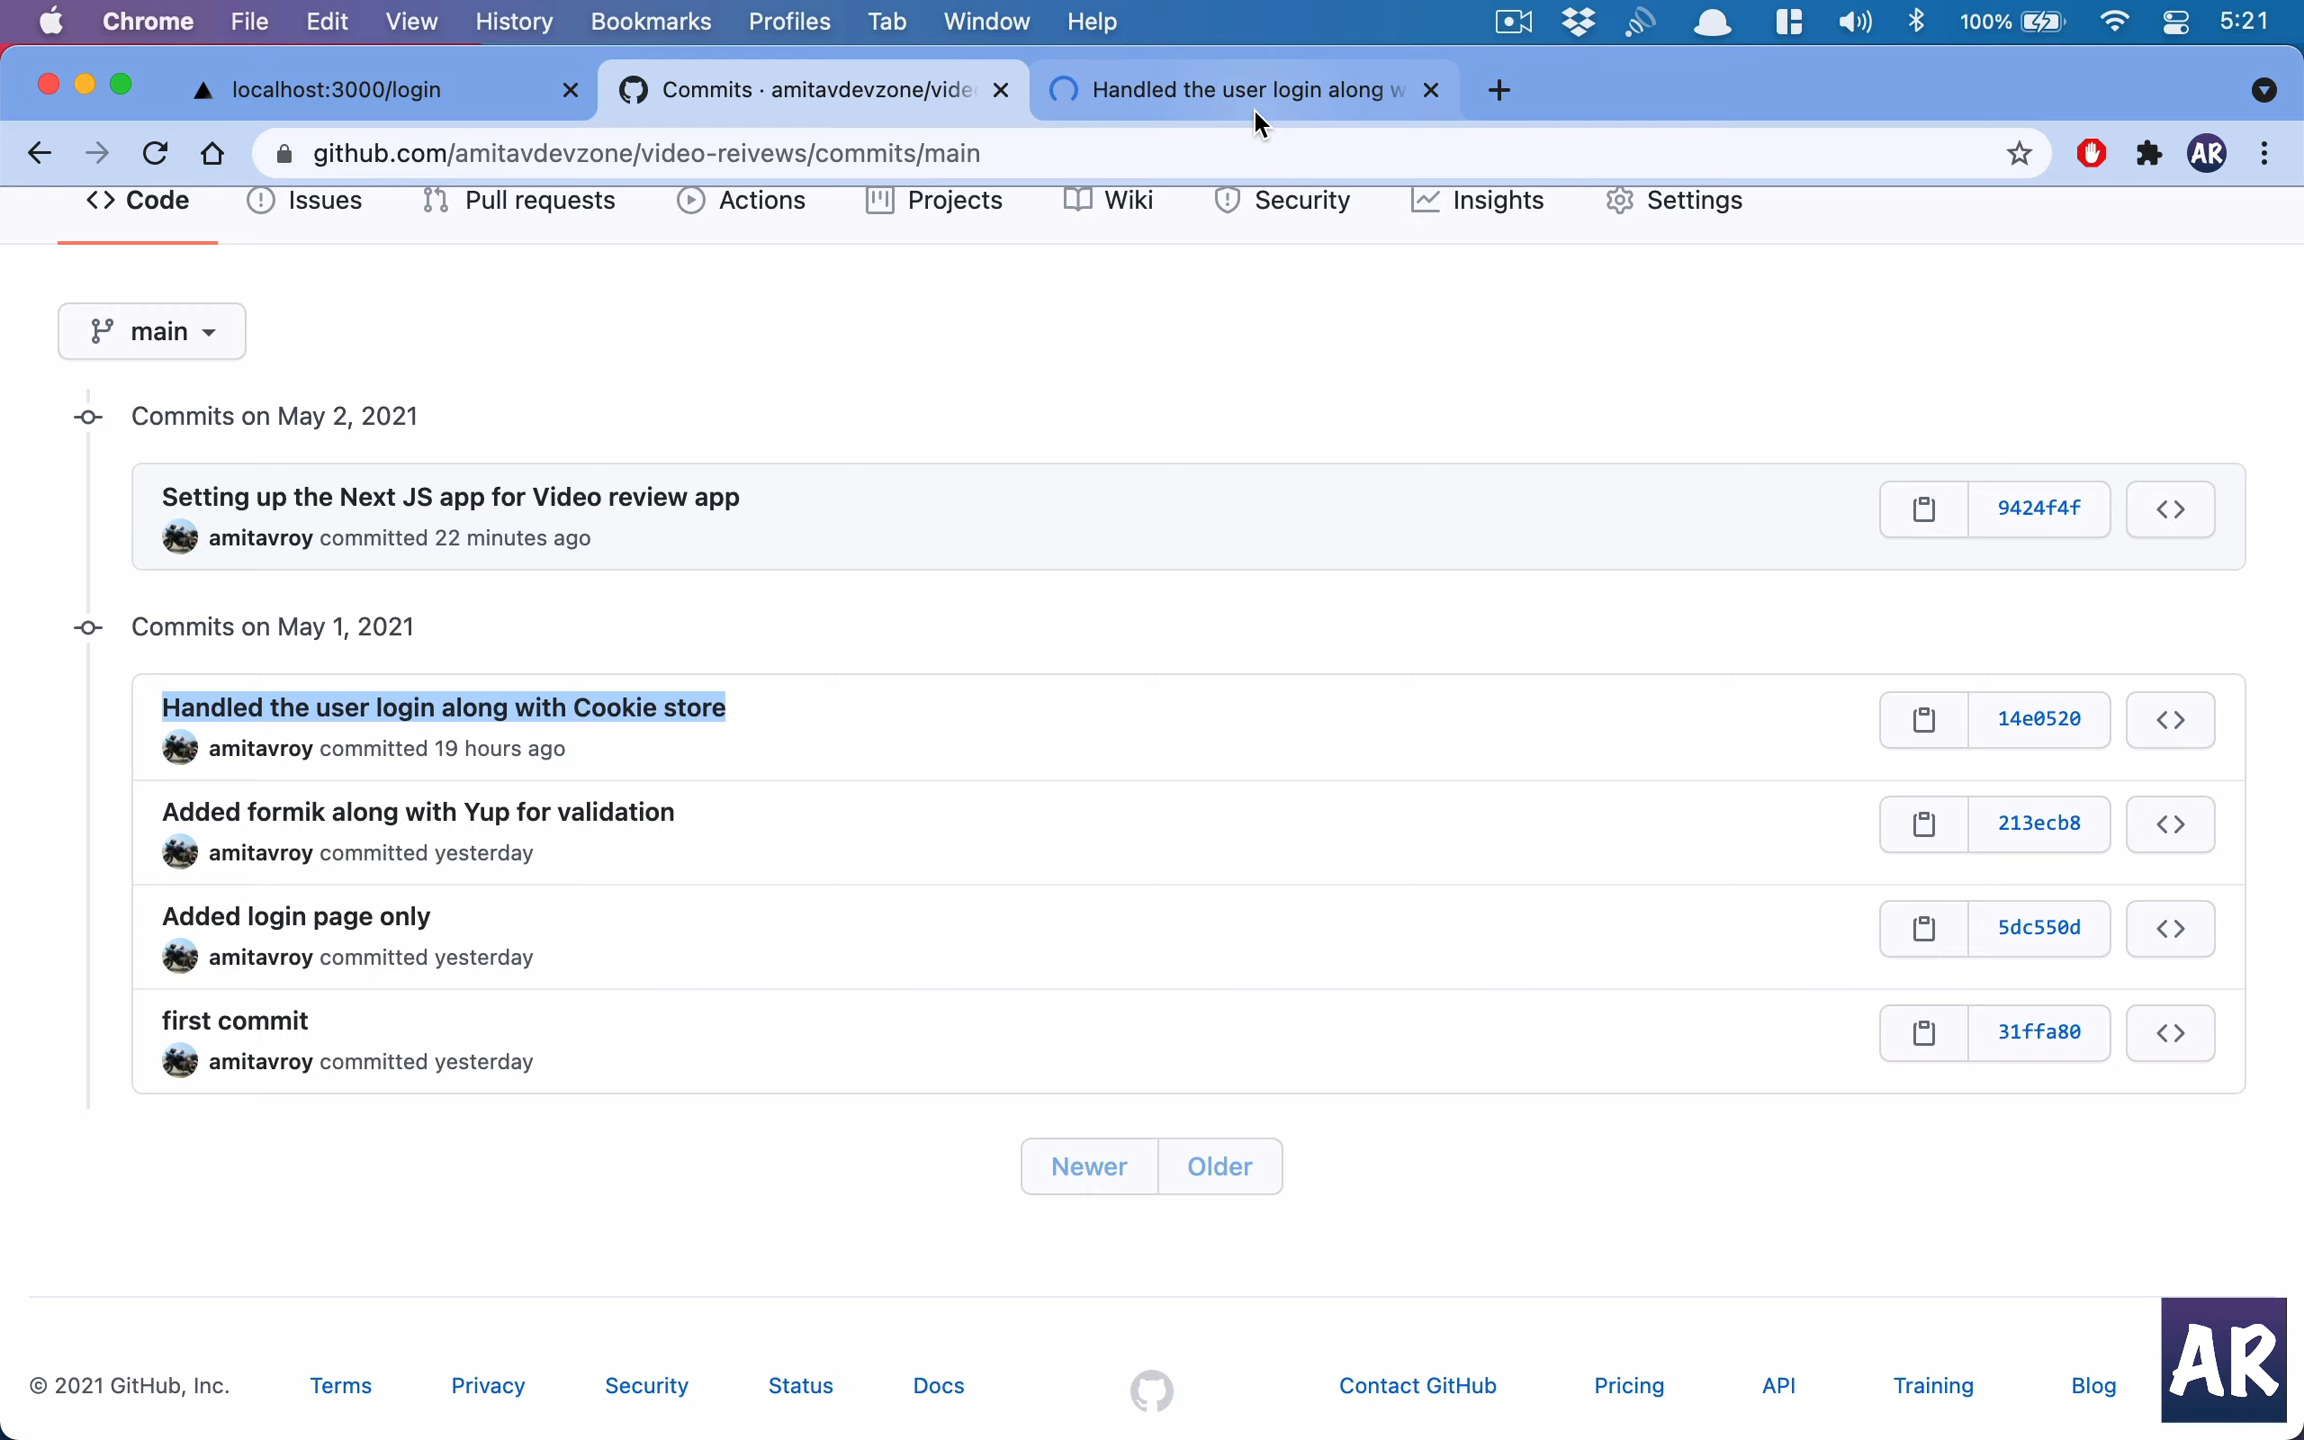 Chrome File Edit View History Bookmarks Profiles Tab Window Help 100% 5:21
localhost:3000/login
Commits · amitavdevzone/vide
Handled the user login along w
github.com/amitavdevzone/video-reivews/commits/main
AR
Code Issues Pull requests Actions Projects Wiki Security Insights Settings
main
Commits on May 2, 2021
Setting up the Next JS app for Video review app
amitavroy committed 22 minutes ago
9424f4f
Commits on May 1, 2021
Handled the user login along with Cookie store
amitavroy committed 19 hours ago
14e0520
Added formik along with Yup for validation
amitavroy committed yesterday
213ecb8
Added login page only
amitavroy committed yesterday
5dc550d
first commit
amitavroy committed yesterday
31ffa80
Newer Older
© 2021 GitHub, Inc. Terms Privacy Security Status Docs Contact GitHub Pricing API Training Blog
AR